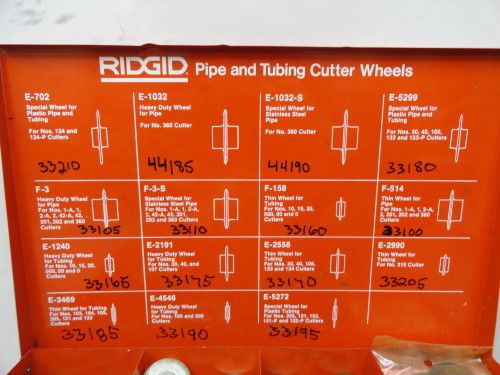 RIDGID Pipe and Tubing Cutter Wheels
E-702
Special Wheel for
Plastic Pipe and
Tubing
For Nos. 134 and
134-P Cutters
33210
E-1032
Heavy Duty Wheel
for Pipe
For No. 360 Cutter
44185
E-1032-S
Special Wheel for
Stainless Steel
Pipe
For No. 360 Cutter
44190
E-5299
Special Wheel for
Plastic Pipe and
Tubing
For Nos. 30, 40, 106,
133 and 133-P Cutters
33180
F-3
Heavy Duty Wheel
for Pipe
For Nos. 1-A, 1, 2,
2-A, 2, 42-A, 42,
201, 202 and 360
Cutters
33105
F-3-S
Special Wheel for
Stainless Steel Pipe
For Nos. 1-A, 1, 2-A,
2, 42-A, 42, 201,
202 and 360 Cutters
33110
F-158
Thin Wheel for
Tubing
For Nos. 10, 15, 20,
000, 00 and 0
Cutters
33160
F-514
Thin Wheel for Pipe
For Nos. 1-A, 1, 2-A,
2, 201, 202 and 360
Cutters
33100
E-1240
Heavy Duty Wheel
for Tubing
For Nos. 10, 15, 20,
000, 00 and 0
Cutters
33165
E-2191
Heavy Duty Wheel
for Tubing
For Nos. 30, 40, and
107 Cutters
33175
E-2558
Thin Wheel for
Tubing
For Nos. 30, 40, 106,
133 and 134 Cutters
33170
E-2990
Thin Wheel for
Tubing
For No. 315 Cutter
33205
E-3469
Thin Wheel for Tubing
For Nos. 103, 104, 105,
205, 131 and 132
Cutters
33185
E-4546
Heavy Duty Wheel
for Tubing
For Nos. 105 and 205
Cutters
33190
E-5272
Special Wheel for
Plastic Tubing
For Nos. 205, 131, 132,
131-P and 132-P Cutters
33195